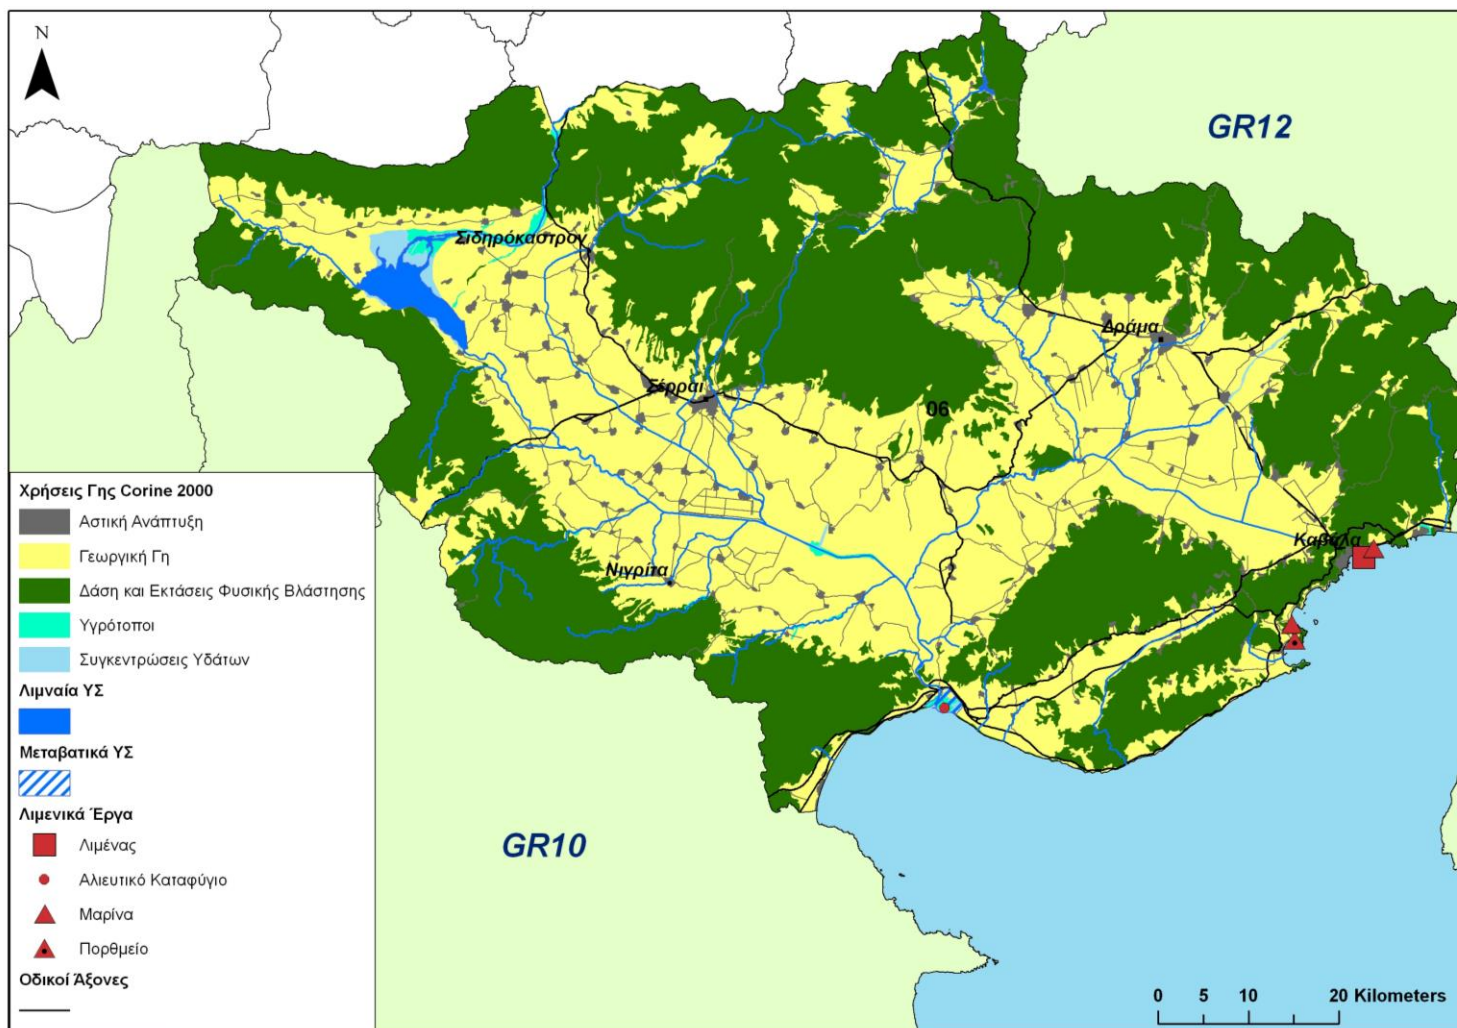 N
GR12
Σιδηρόκαστρον
Δράμα
Σέρραι
06
Καβάλα
Νιγρίτα
GR10
Χρήσεις Γης Corine 2000
Αστική Ανάπτυξη
Γεωργική Γη
Δάση και Εκτάσεις Φυσικής Βλάστησης
Υγρότοποι
Συγκεντρώσεις Υδάτων
Λιμναία ΥΣ
Μεταβατικά ΥΣ
Λιμενικά Έργα
Λιμένας
Αλιευτικό Καταφύγιο
Μαρίνα
Πορθμείο
Οδικοί Άξονες
0 5 10 20 Kilometers